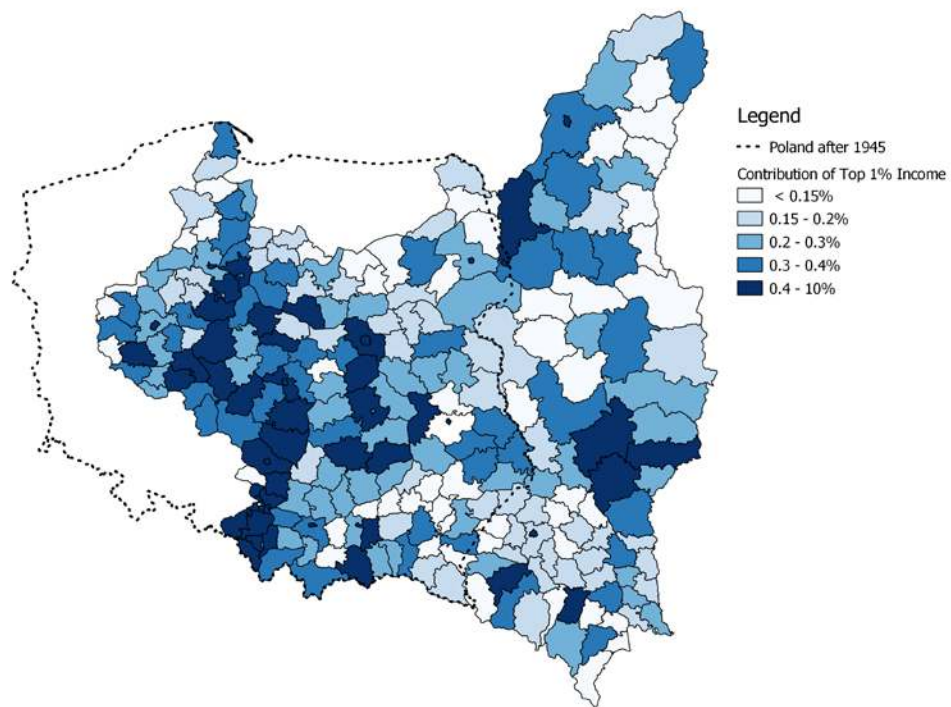 Legend
Poland after 1945
Contribution of Top 1% Income
< 0.15%
0.15 - 0.2%
0.2 - 0.3%
0.3 - 0.4%
0.4 - 10%